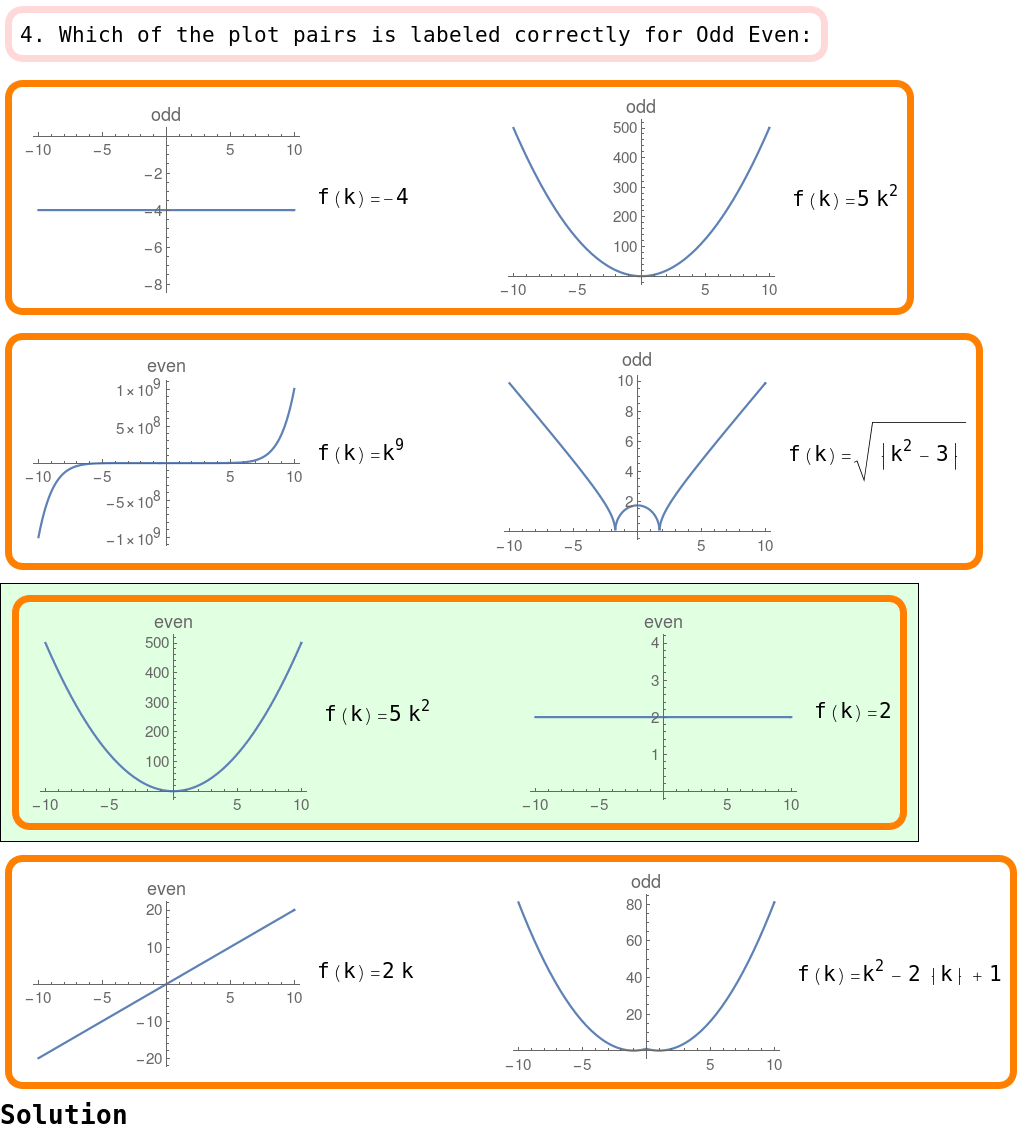 4. Which of the plot pairs is labeled correctly for Odd Even:
odd
−10 −5 5 10
−2
−4
−6
−8
f(k)=−4
odd
500
400
300
200
100
−10 −5 5 10
f(k)=5 k²
even
1×10⁹
5×10⁸
−10 −5 5 10
−5×10⁸
−1×10⁹
f(k)=k⁹
odd
10
8
6
4
2
−10 −5 5 10
f(k)=√|k² − 3|
even
500
400
300
200
100
−10 −5 5 10
f(k)=5 k²
even
4
3
2
1
−10 −5 5 10
f(k)=2
even
20
10
−10 −5 5 10
−10
−20
f(k)=2 k
odd
80
60
40
20
−10 −5 5 10
f(k)=k² − 2 |k| + 1
Solution